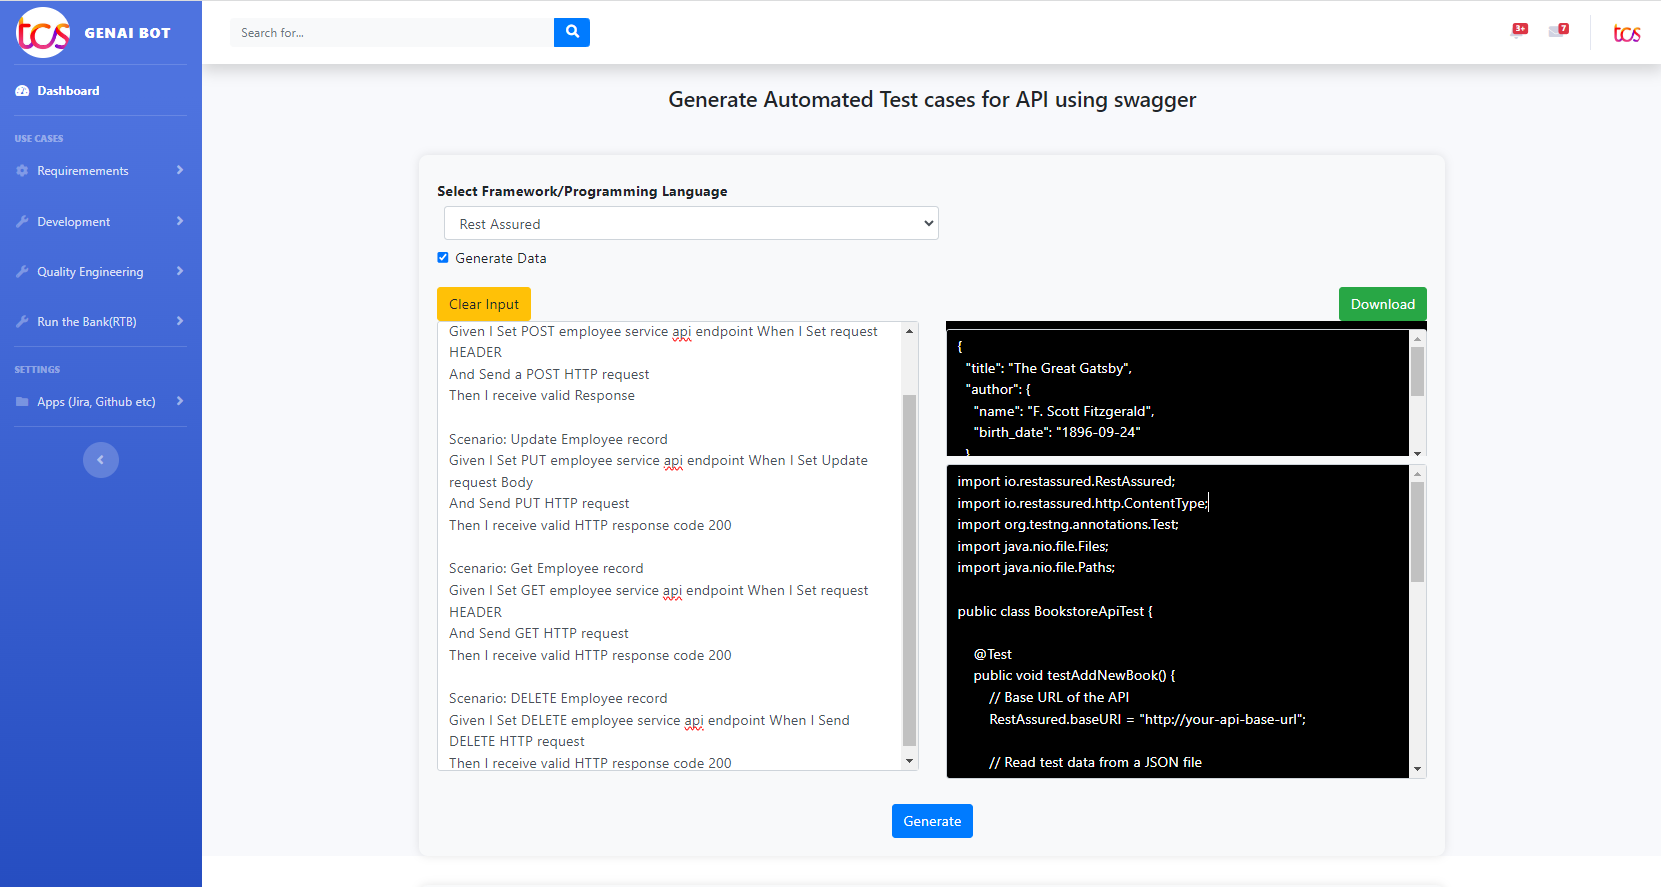 tcs GENAI BOT
Search for...
3+
7
tcs
Dashboard
USE CASES
Requiremements
Development
Quality Engineering
Run the Bank(RTB)
SETTINGS
Apps (Jira, Github etc)
Generate Automated Test cases for API using swagger
Select Framework/Programming Language
Rest Assured
Generate Data
Clear Input
Download
Given I Set POST employee service api endpoint When I Set request
HEADER
And Send a POST HTTP request
Then I receive valid Response
Scenario: Update Employee record
Given I Set PUT employee service api endpoint When I Set Update
request Body
And Send PUT HTTP request
Then I receive valid HTTP response code 200
Scenario: Get Employee record
Given I Set GET employee service api endpoint When I Set request
HEADER
And Send GET HTTP request
Then I receive valid HTTP response code 200
Scenario: DELETE Employee record
Given I Set DELETE employee service api endpoint When I Send
DELETE HTTP request
Then I receive valid HTTP response code 200
{
"title": "The Great Gatsby",
"author": {
"name": "F. Scott Fitzgerald",
"birth_date": "1896-09-24"
}
import io.restassured.RestAssured;
import io.restassured.http.ContentType;
import org.testng.annotations.Test;
import java.nio.file.Files;
import java.nio.file.Paths;
public class BookstoreApiTest {
@Test
public void testAddNewBook() {
// Base URL of the API
RestAssured.baseURI = "http://your-api-base-url";
// Read test data from a JSON file
Generate